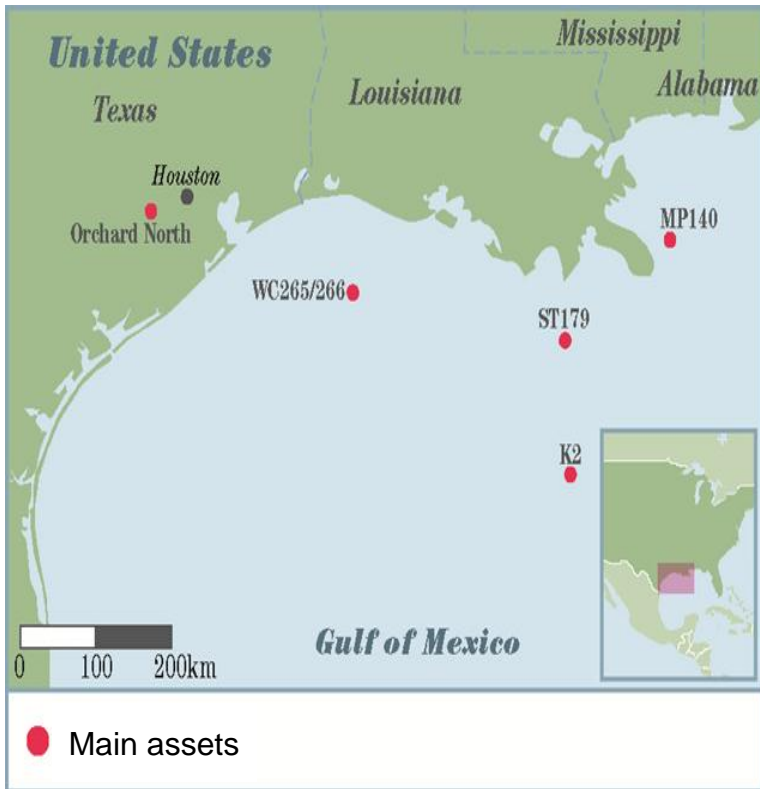 United States
Mississippi
Texas
Louisiana
Alabama
Houston
Orchard North
MP140
WC265/266
ST179
K2
Gulf of Mexico
0 100 200km
Main assets